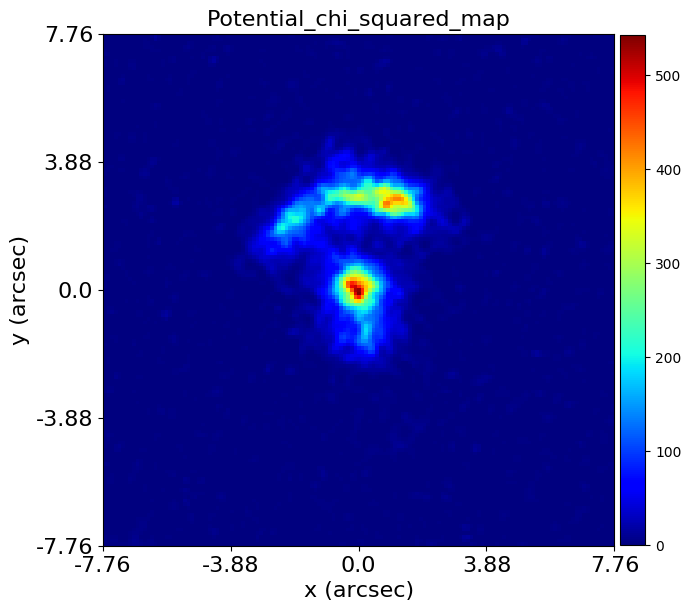 Potential_chi_squared_map
7.76
3.88
0.0
-3.88
-7.76
y (arcsec)
-7.76 -3.88 0.0 3.88 7.76
x (arcsec)
500
400
300
200
100
0